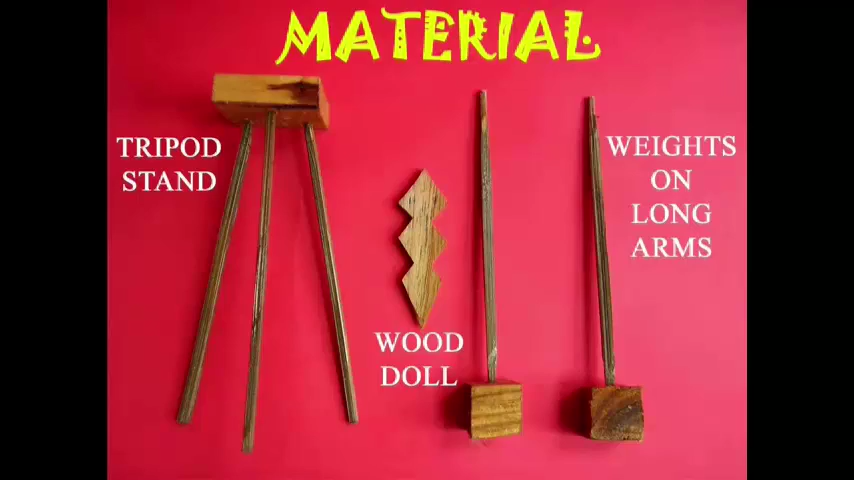 MATERIAL
TRIPOD
STAND
WEIGHTS
ON
LONG
ARMS
WOOD
DOLL